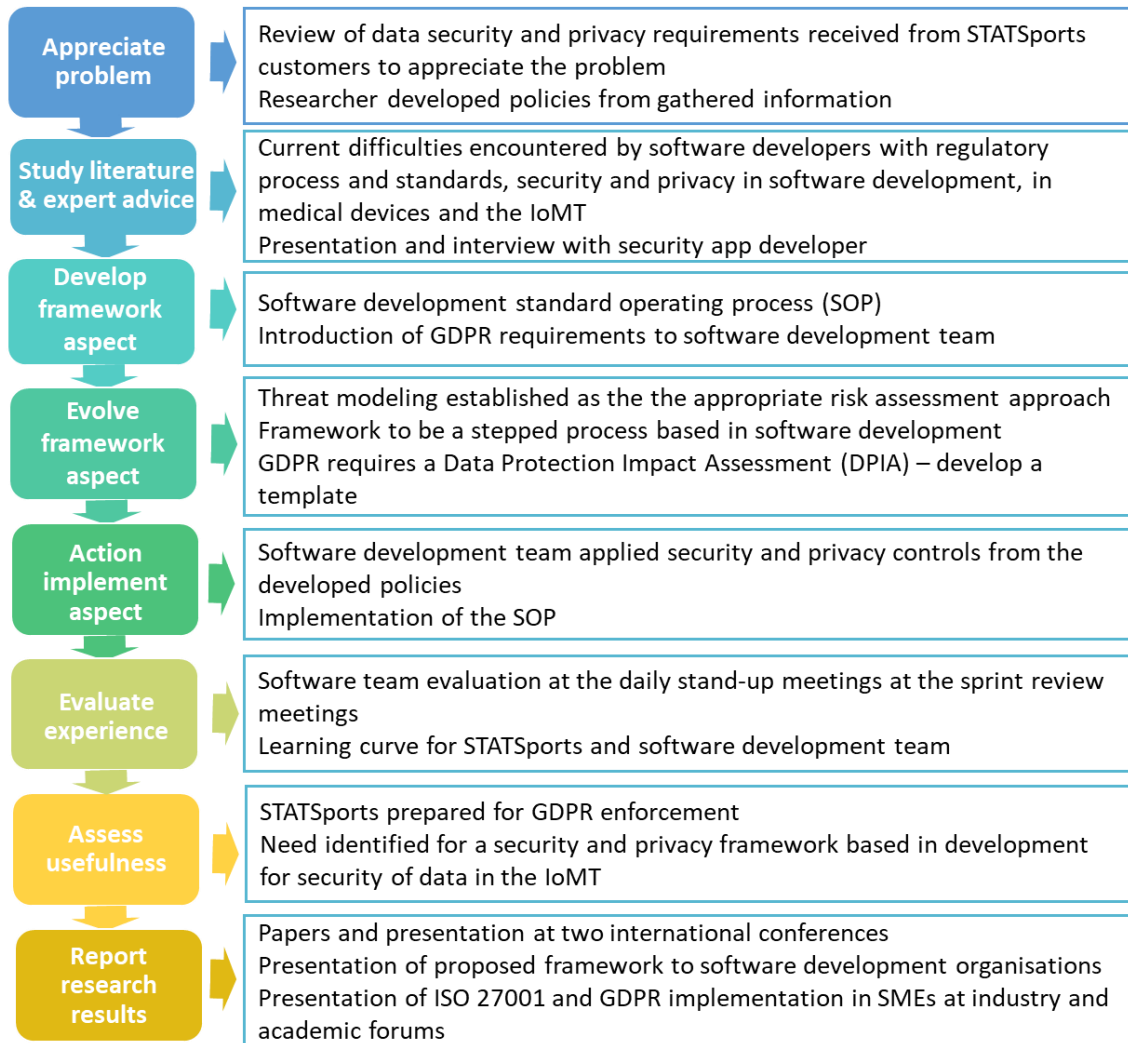 Appreciate
problem
Review of data security and privacy requirements received from STATSports
customers to appreciate the problem
Researcher developed policies from gathered information
Study literature
& expert advice
Current difficulties encountered by software developers with regulatory
process and standards, security and privacy in software development, in
medical devices and the IoMT
Presentation and interview with security app developer
Develop
framework
aspect
Software development standard operating process (SOP)
Introduction of GDPR requirements to software development team
Evolve
framework
aspect
Threat modeling established as the the appropriate risk assessment approach
Framework to be a stepped process based in software development
GDPR requires a Data Protection Impact Assessment (DPIA) – develop a
template
Action
implement
aspect
Software development team applied security and privacy controls from the
developed policies
Implementation of the SOP
Evaluate
experience
Software team evaluation at the daily stand-up meetings at the sprint review
meetings
Learning curve for STATSports and software development team
Assess
usefulness
STATSports prepared for GDPR enforcement
Need identified for a security and privacy framework based in development
for security of data in the IoMT
Report
research
results
Papers and presentation at two international conferences
Presentation of proposed framework to software development organisations
Presentation of ISO 27001 and GDPR implementation in SMEs at industry and
academic forums